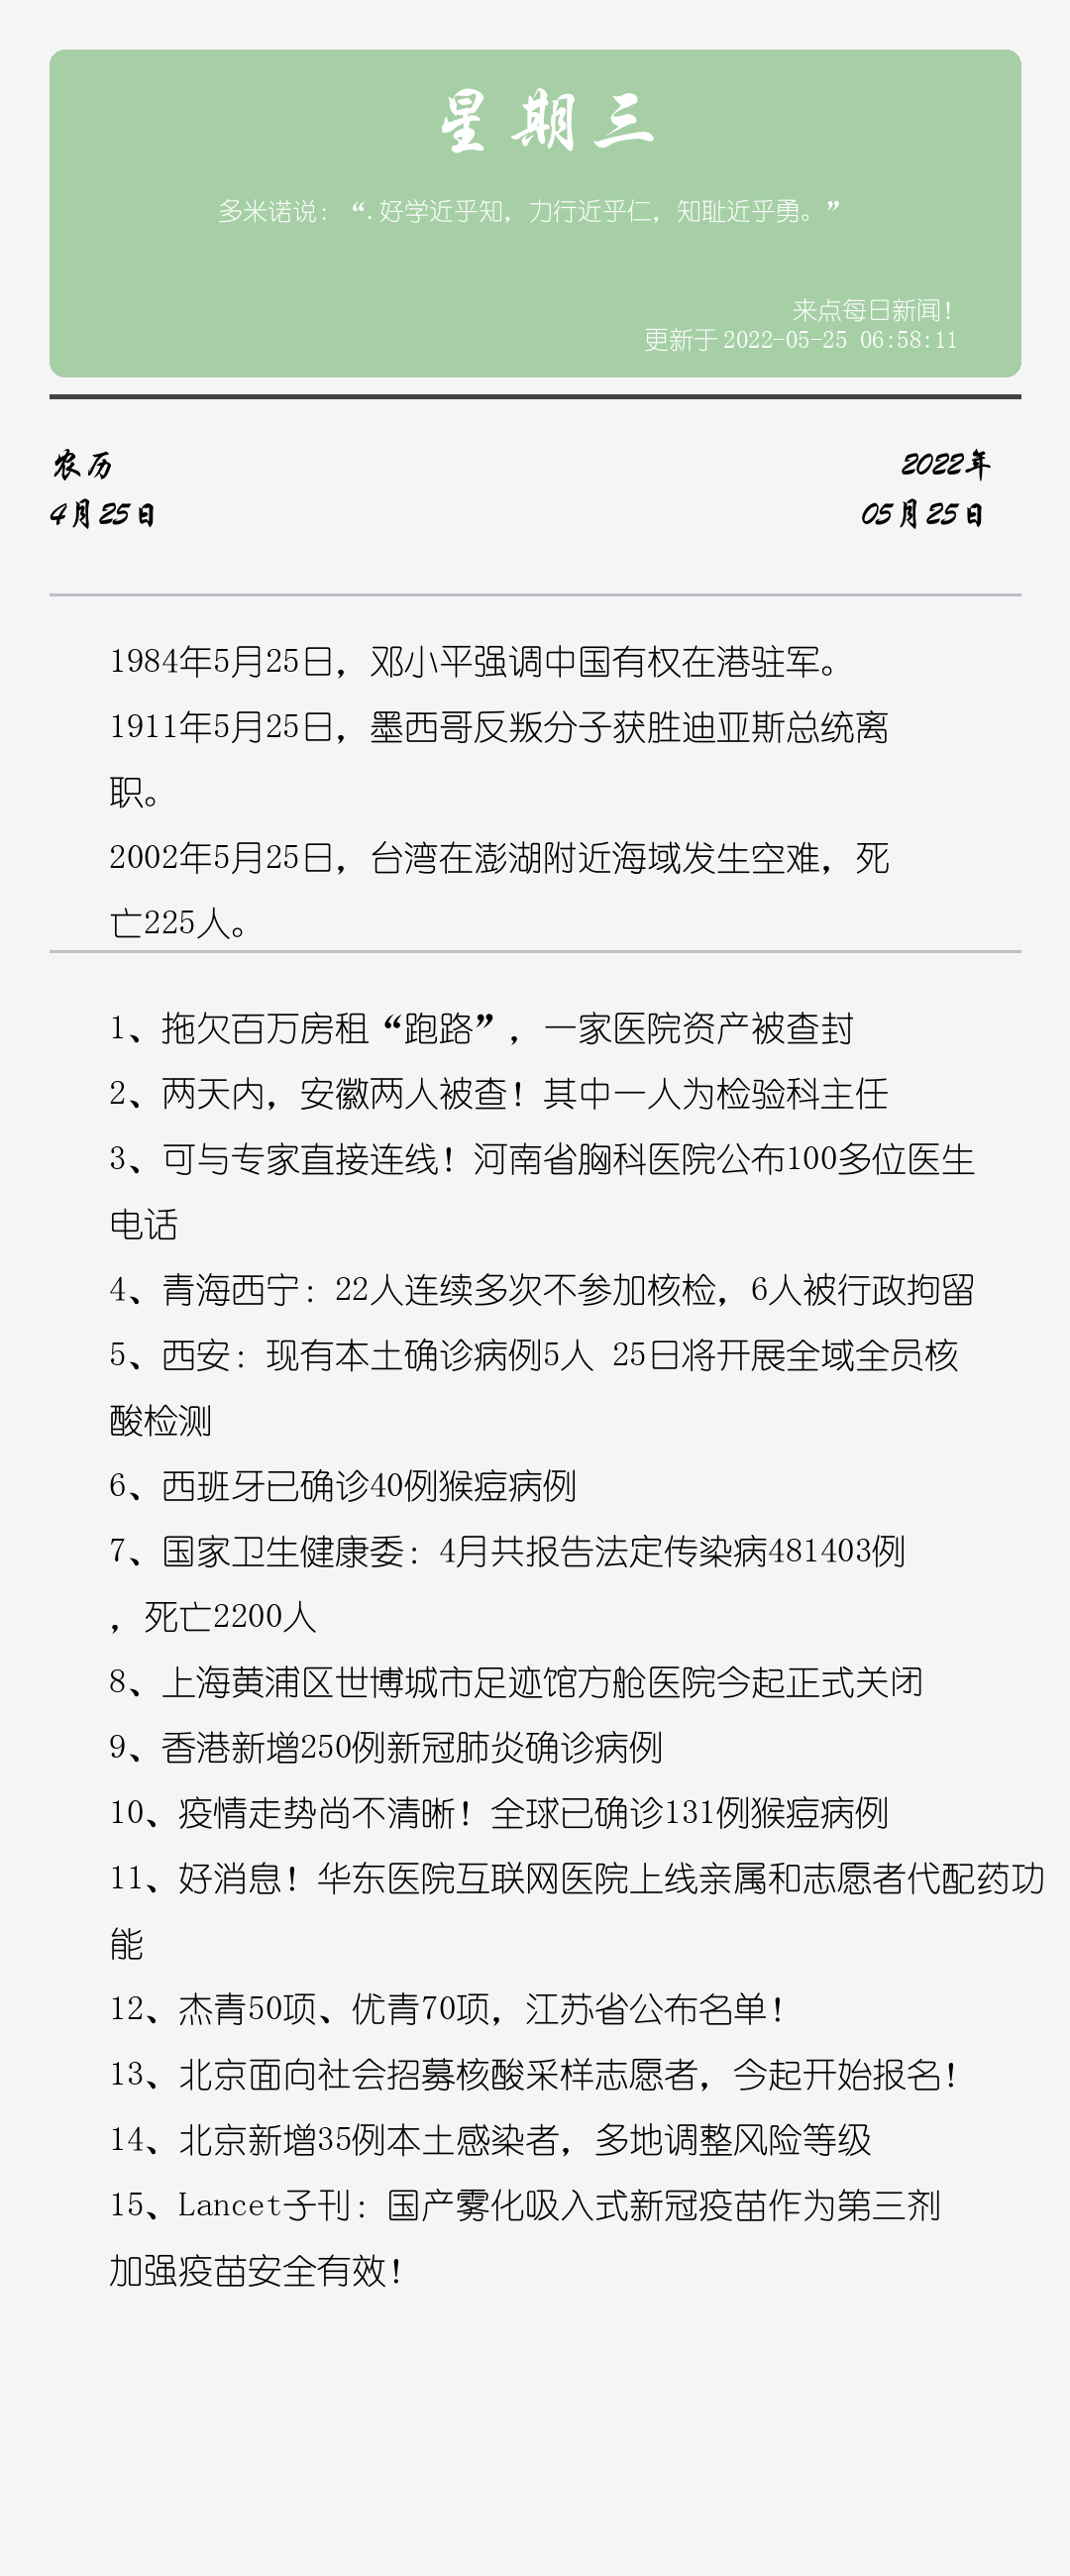 星期三
多米诺说：“.好学近乎知，力行近乎仁，知耻近乎勇。”
来点每日新闻！
更新于 2022-05-25 06:58:11
农历
2022年
4月25日
05月25日
1984年5月25日，邓小平强调中国有权在港驻军。
1911年5月25日，墨西哥反叛分子获胜迪亚斯总统离
职。
2002年5月25日，台湾在澎湖附近海域发生空难，死
亡225人。
1、拖欠百万房租“跑路”，一家医院资产被查封
2、两天内，安徽两人被查！其中一人为检验科主任
3、可与专家直接连线！河南省胸科医院公布100多位医生
电话
4、青海西宁：22人连续多次不参加核检，6人被行政拘留
5、西安：现有本土确诊病例5人 25日将开展全域全员核
酸检测
6、西班牙已确诊40例猴痘病例
7、国家卫生健康委：4月共报告法定传染病481403例
，死亡2200人
8、上海黄浦区世博城市足迹馆方舱医院今起正式关闭
9、香港新增250例新冠肺炎确诊病例
10、疫情走势尚不清晰！全球已确诊131例猴痘病例
11、好消息！华东医院互联网医院上线亲属和志愿者代配药功
能
12、杰青50项、优青70项，江苏省公布名单！
13、北京面向社会招募核酸采样志愿者，今起开始报名！
14、北京新增35例本土感染者，多地调整风险等级
15、Lancet子刊：国产雾化吸入式新冠疫苗作为第三剂
加强疫苗安全有效！